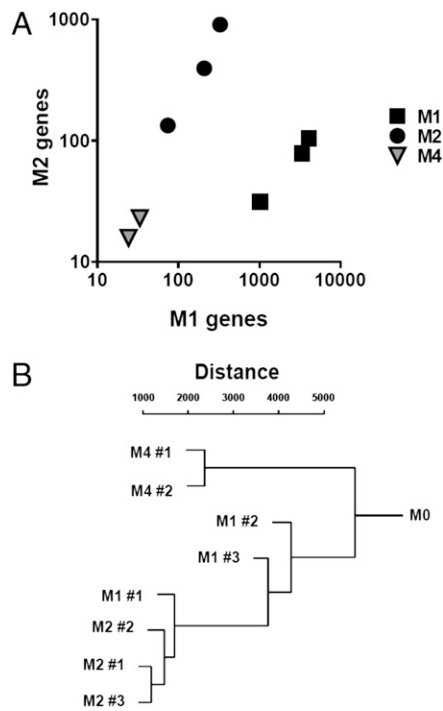 A
1000
100
10
M2 genes
10 100 1000 10000
M1 genes
M1
M2
M4
B
Distance
1000 2000 3000 4000 5000
M4 #1
M4 #2
M1 #2
M0
M1 #3
M1 #1
M2 #2
M2 #1
M2 #3